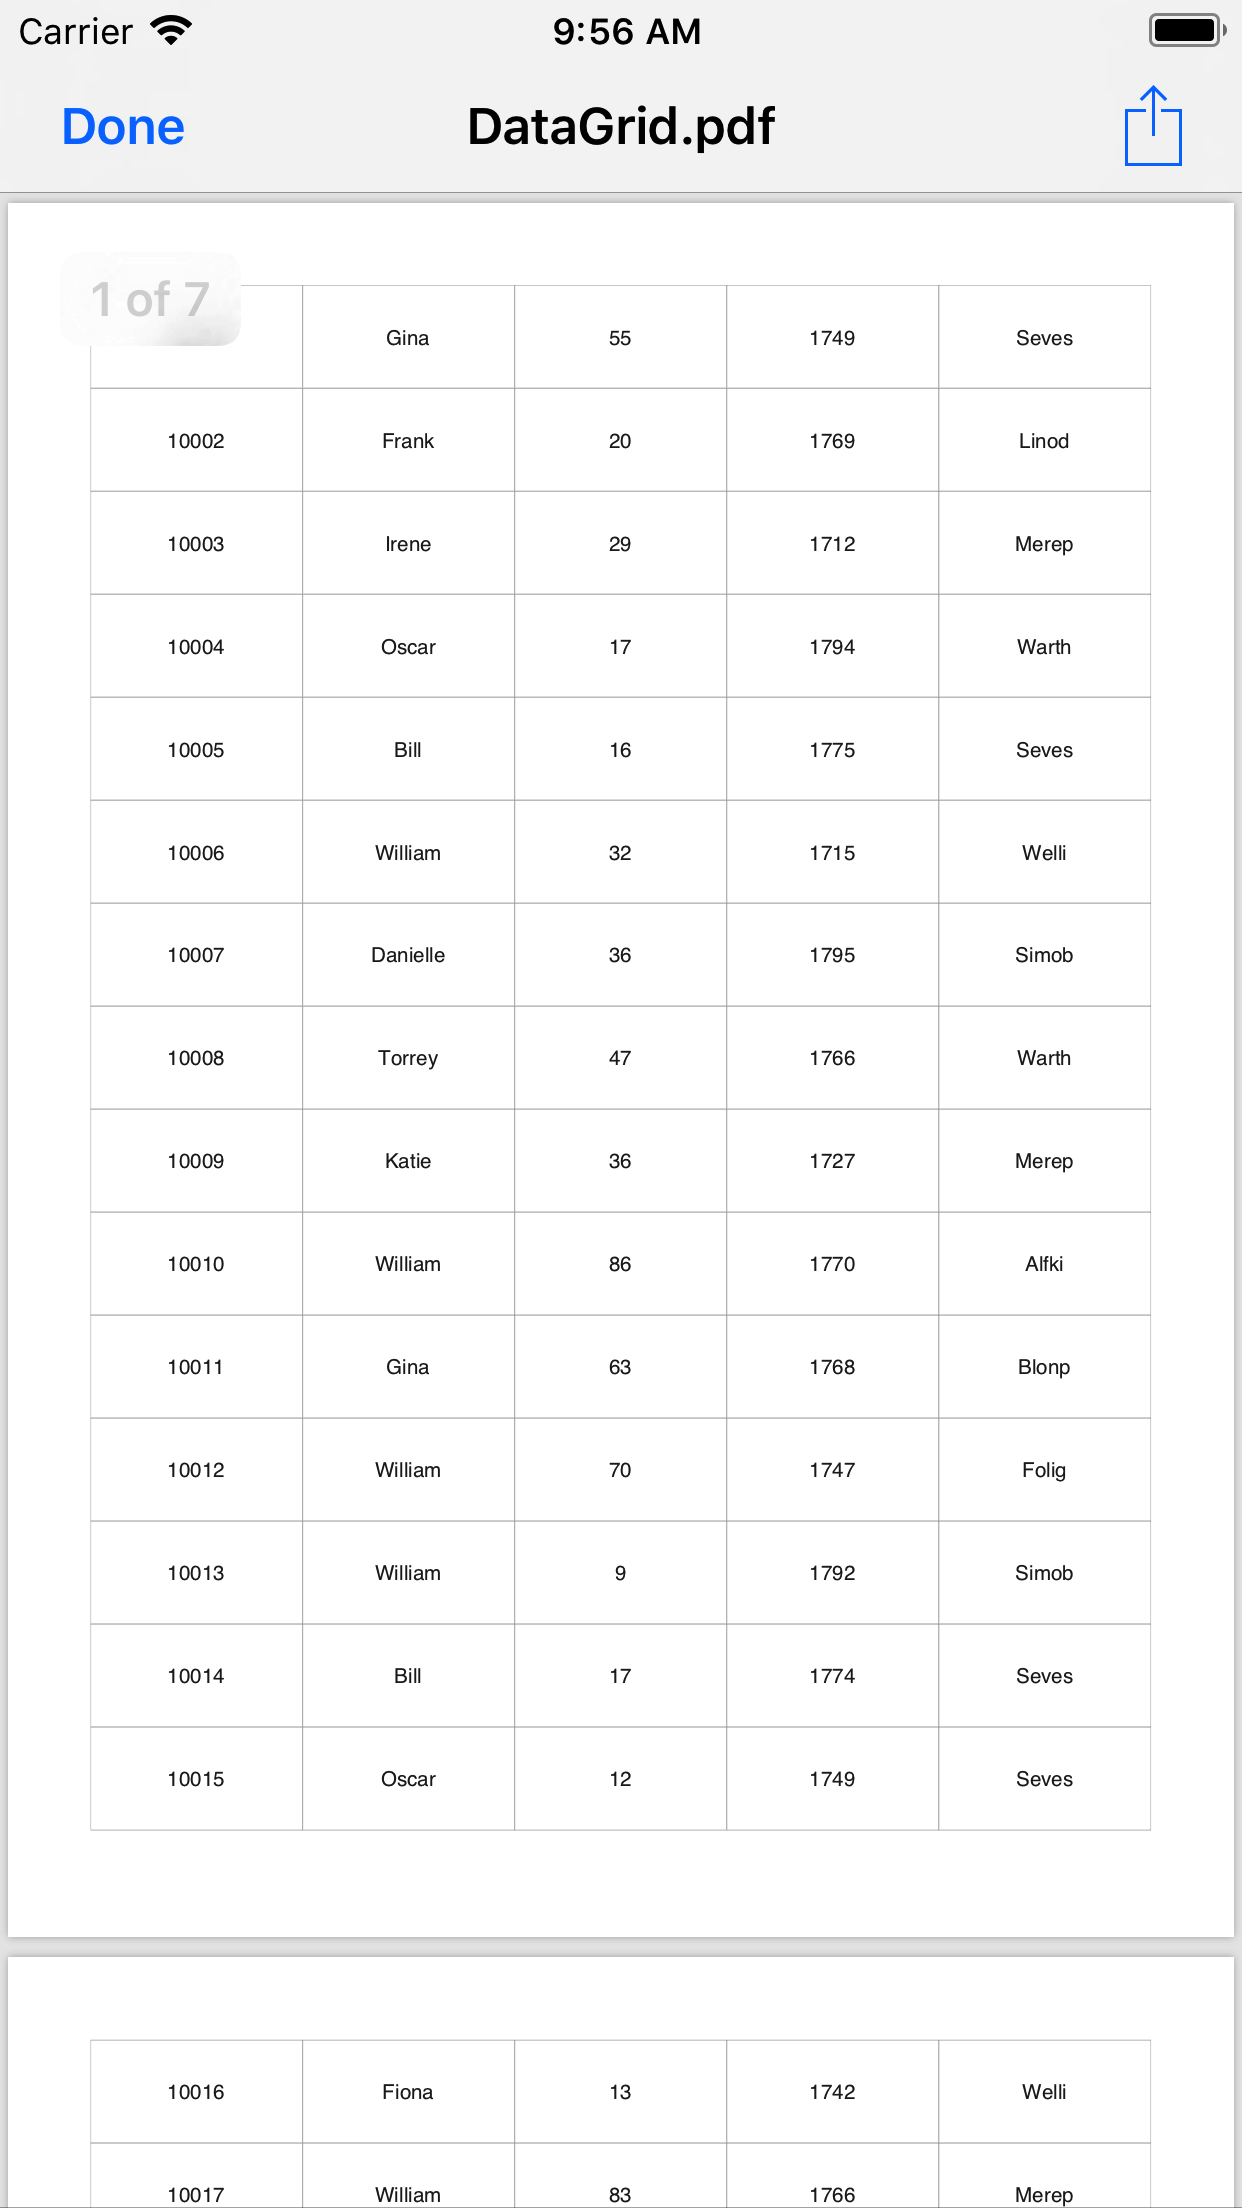 Carrier 9:56 AM
Done DataGrid.pdf
1 of 7
Gina 55 1749 Seves
10002 Frank 20 1769 Linod
10003 Irene 29 1712 Merep
10004 Oscar 17 1794 Warth
10005 Bill 16 1775 Seves
10006 William 32 1715 Welli
10007 Danielle 36 1795 Simob
10008 Torrey 47 1766 Warth
10009 Katie 36 1727 Merep
10010 William 86 1770 Alfki
10011 Gina 63 1768 Blonp
10012 William 70 1747 Folig
10013 William 9 1792 Simob
10014 Bill 17 1774 Seves
10015 Oscar 12 1749 Seves
10016 Fiona 13 1742 Welli
10017 William 83 1766 Merep